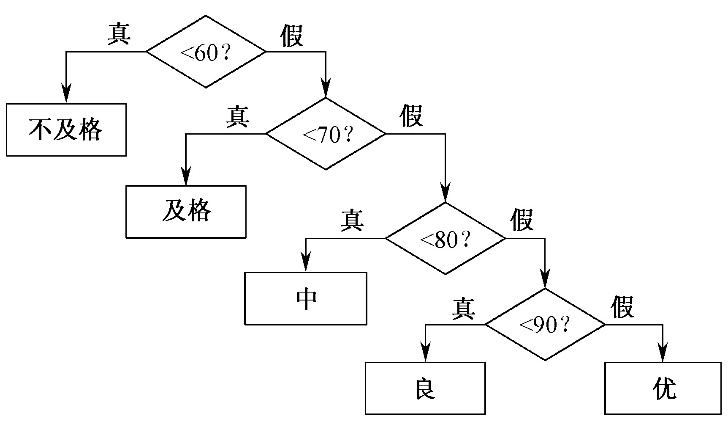 真 <60? 假
不及格
真 <70? 假
及格
真 <80? 假
中
真 <90? 假
良
优